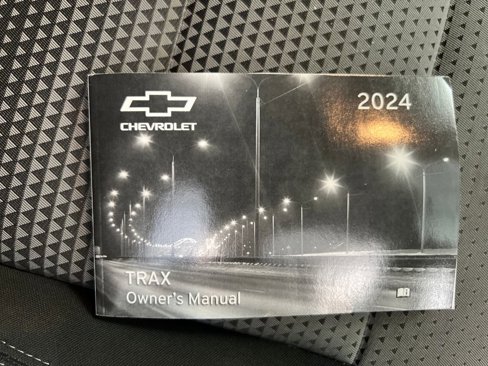 CHEVROLET
2024
TRAX
Owner's Manual